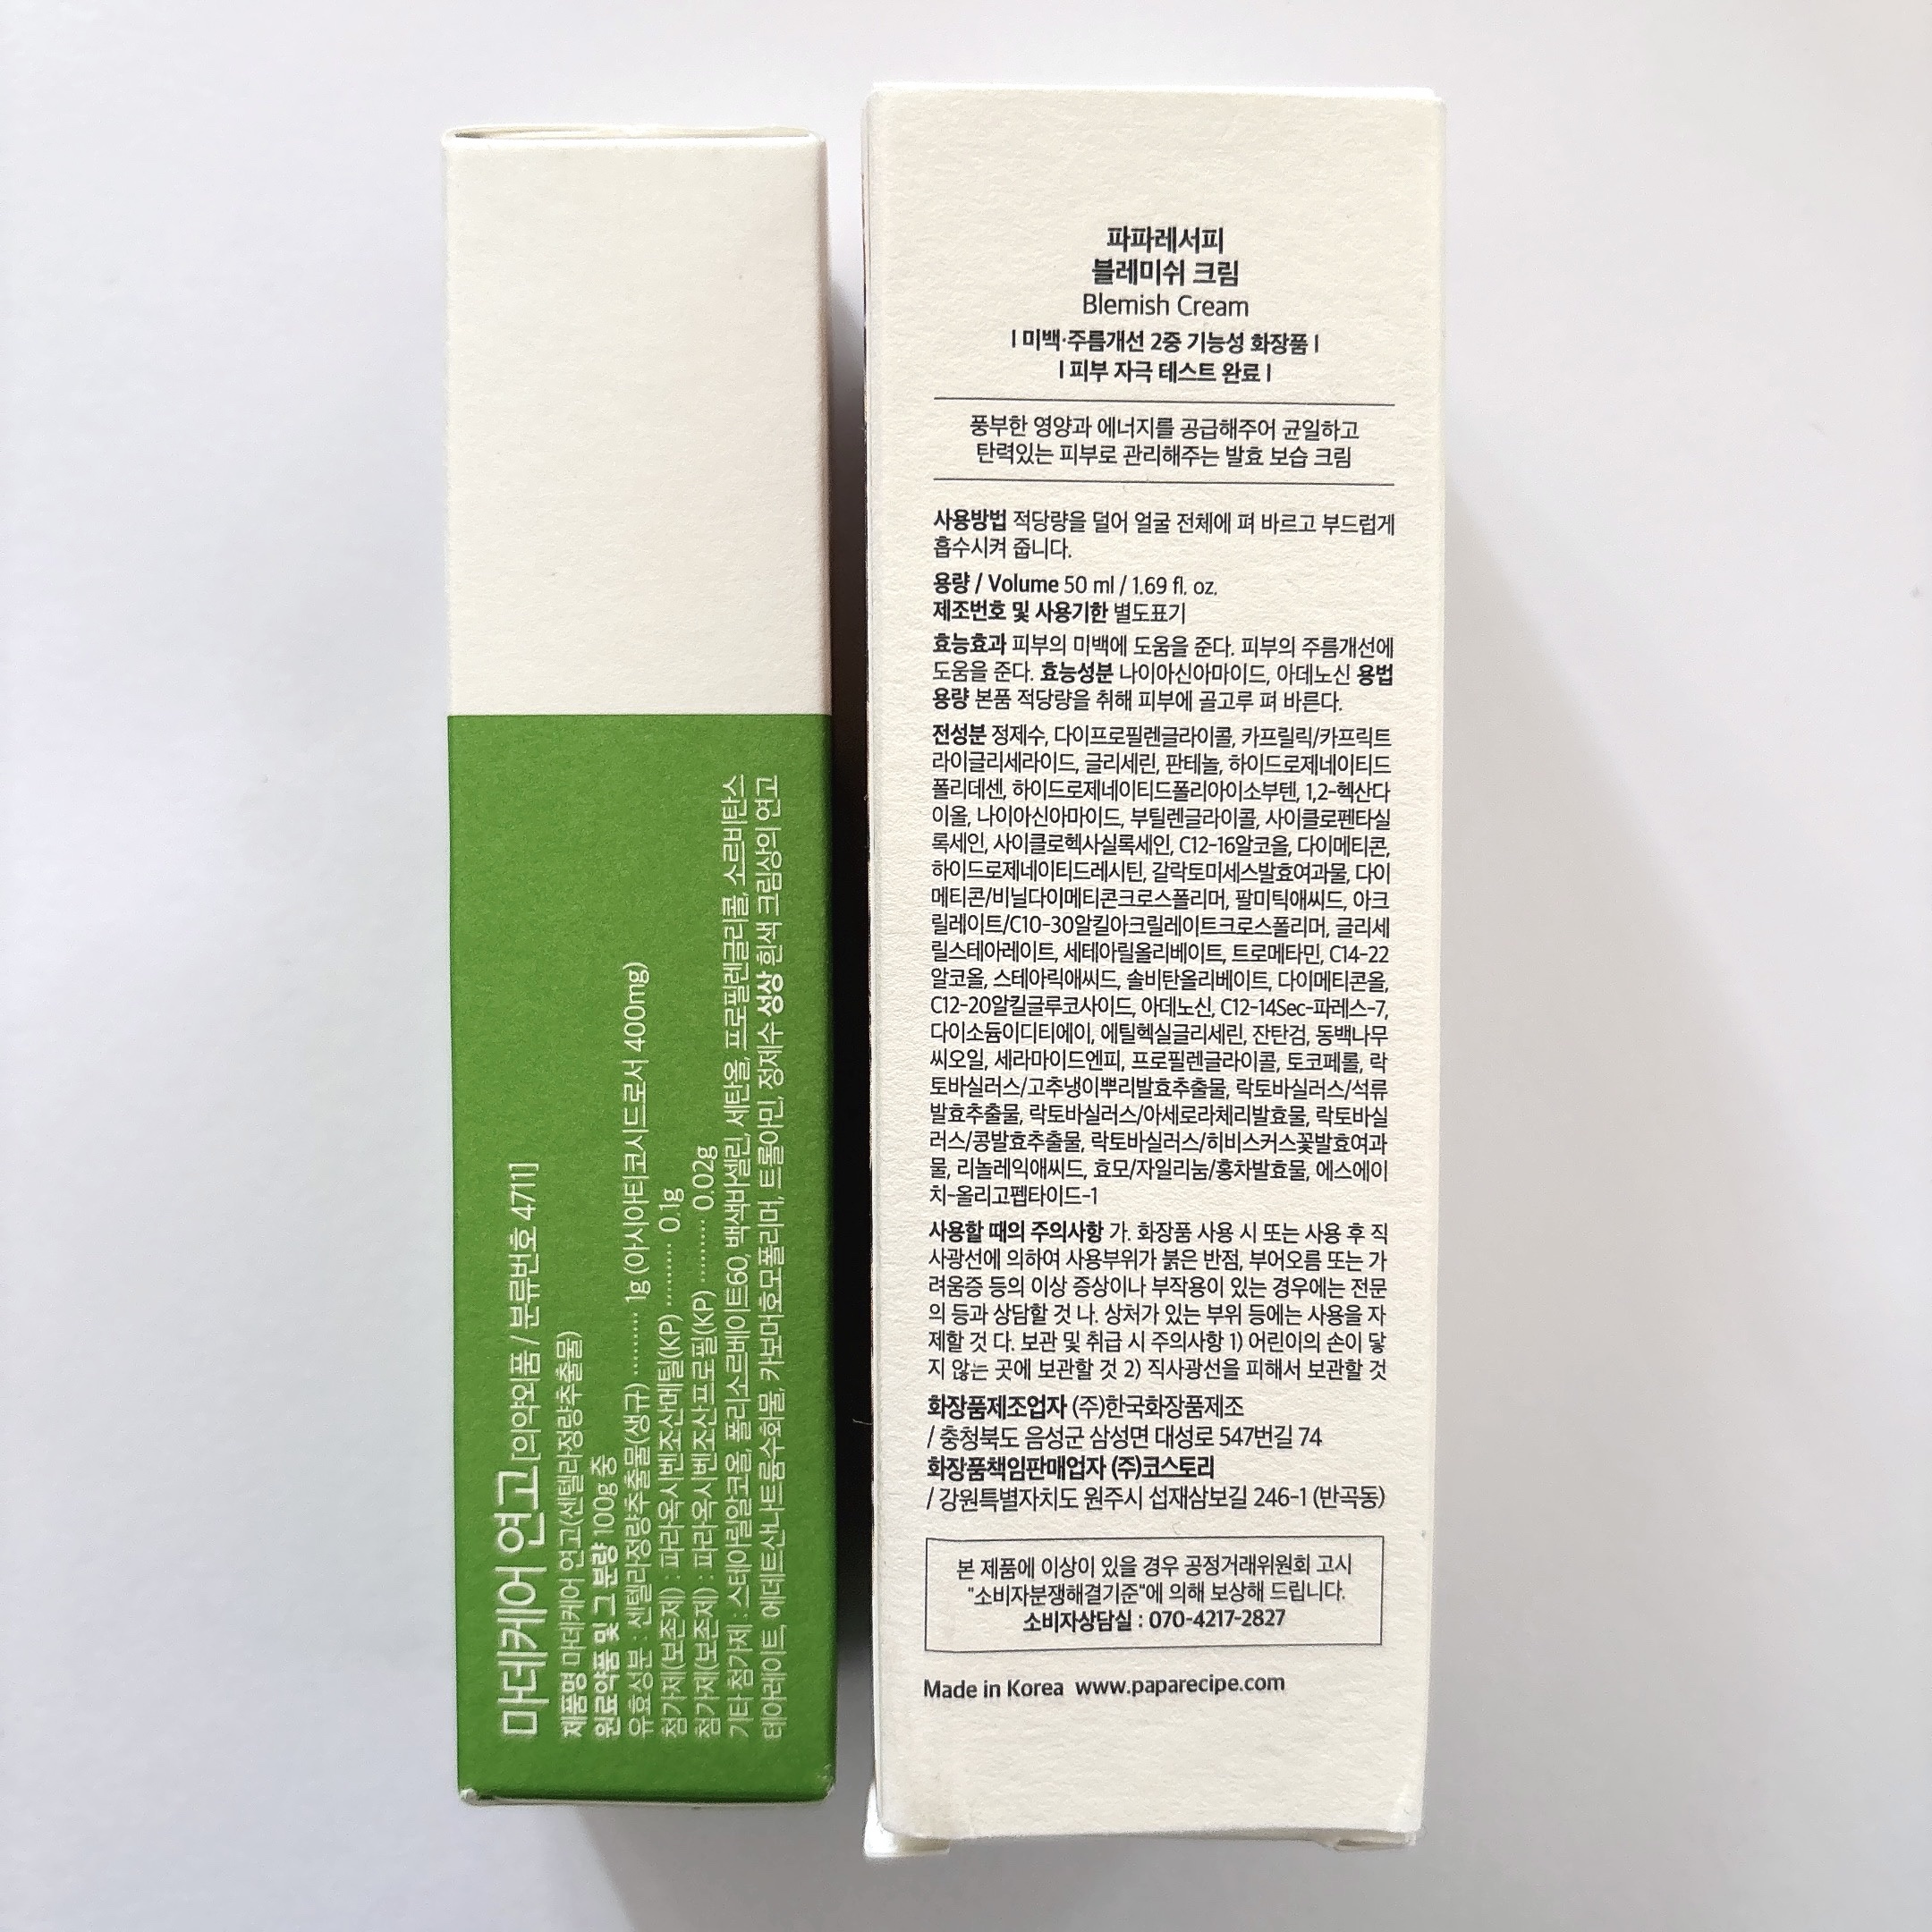 마데케어 연고 [의약외품 / 분류번호 4711]
제품명 마데케어 연고(센텔라정량추출물)
원료약품 및 그 분량 100g 중
유효성분 : 센텔라정량추출물(생규) ········· 1g (아시아티코시드로서 400mg)
첨가제(보존제) : 파라옥시벤조산메틸(KP) ········· 0.1g
첨가제(보존제) : 파라옥시벤조산프로필(KP) ········· 0.02g
기타 첨가제 : 스테아릴알코올, 폴리소르베이트60, 백색바셀린, 세탄올, 프로필렌글리콜, 소르비탄스
테아레이트, 에데트산나트륨수화물, 카보머호모폴리머, 트롤아민, 정제수 성상 흰색 크림상의 연고
파파레서피
블레미쉬 크림
Blemish Cream
I 미백·주름개선 2중 기능성 화장품 I
I 피부 자극 테스트 완료 I
풍부한 영양과 에너지를 공급해주어 균일하고
탄력있는 피부로 관리해주는 발효 보습 크림
사용방법 적당량을 덜어 얼굴 전체에 펴 바르고 부드럽게
흡수시켜 줍니다.
용량 / Volume 50 ml / 1.69 fl. oz.
제조번호 및 사용기한 별도표기
효능효과 피부의 미백에 도움을 준다. 피부의 주름개선에
도움을 준다. 효능성분 나이아신아마이드, 아데노신 용법
용량 본품 적당량을 취해 피부에 골고루 펴 바른다.
전성분 정제수, 다이프로필렌글라이콜, 카프릴릭/카프릭트
라이글리세라이드, 글리세린, 판테놀, 하이드로제네이티드
폴리데센, 하이드로제네이티드폴리아이소부텐, 1,2-헥산다
이올, 나이아신아마이드, 부틸렌글라이콜, 사이클로펜타실
록세인, 사이클로헥사실록세인, C12-16알코올, 다이메티콘,
하이드로제네이티드레시틴, 갈락토미세스발효여과물, 다이
메티콘/비닐다이메티콘크로스폴리머, 팔미틱애씨드, 아크
릴레이트/C10-30알킬아크릴레이트크로스폴리머, 글리세
릴스테아레이트, 세테아릴올리베이트, 트로메타민, C14-22
알코올, 스테아릭애씨드, 솔비탄올리베이트, 다이메티콘올,
C12-20알킬글루코사이드, 아데노신, C12-14Sec-파레스-7,
다이소듐이디티에이, 에틸헥실글리세린, 잔탄검, 동백나무
씨오일, 세라마이드엔피, 프로필렌글라이콜, 토코페롤, 락
토바실러스/고추냉이뿌리발효추출물, 락토바실러스/석류
발효추출물, 락토바실러스/아세로라체리발효물, 락토바실
러스/콩발효추출물, 락토바실러스/히비스커스꽃발효여과
물, 리놀레익애씨드, 효모/자일리눔/홍차발효물, 에스에이
치-올리고펩타이드-1
사용할 때의 주의사항 가. 화장품 사용 시 또는 사용 후 직
사광선에 의하여 사용부위가 붉은 반점, 부어오름 또는 가
려움증 등의 이상 증상이나 부작용이 있는 경우에는 전문
의 등과 상담할 것 나. 상처가 있는 부위 등에는 사용을 자
제할 것 다. 보관 및 취급 시 주의사항 1) 어린이의 손이 닿
지 않는 곳에 보관할 것 2) 직사광선을 피해서 보관할 것
화장품제조업자 (주)한국화장품제조
/ 충청북도 음성군 삼성면 대성로 547번길 74
화장품책임판매업자 (주)코스토리
/ 강원특별자치도 원주시 섭재삼보길 246-1 (반곡동)
본 제품에 이상이 있을 경우 공정거래위원회 고시
"소비자분쟁해결기준"에 의해 보상해 드립니다.
소비자상담실 : 070-4217-2827
Made in Korea www.paparecipe.com